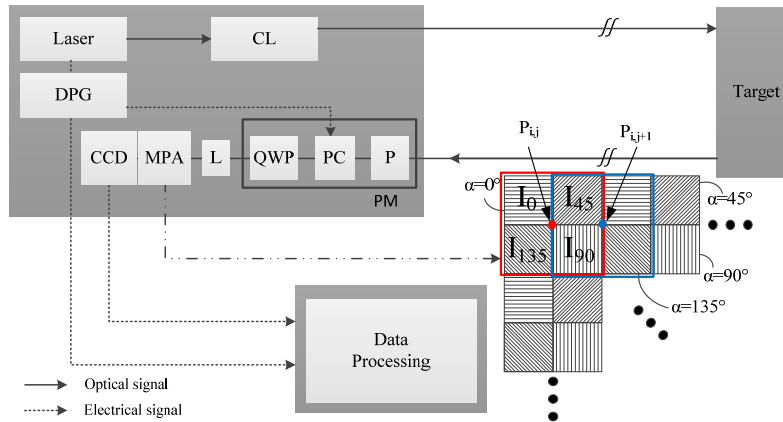 Laser
CL
DPG
Target
CCD
MPA
L
QWP
PC
P
PM
P_{i,j}
P_{i,j+1}
α=0°
I_0
I_45
α=45°
I_135
I_90
α=90°
α=135°
Data
Processing
Optical signal
Electrical signal